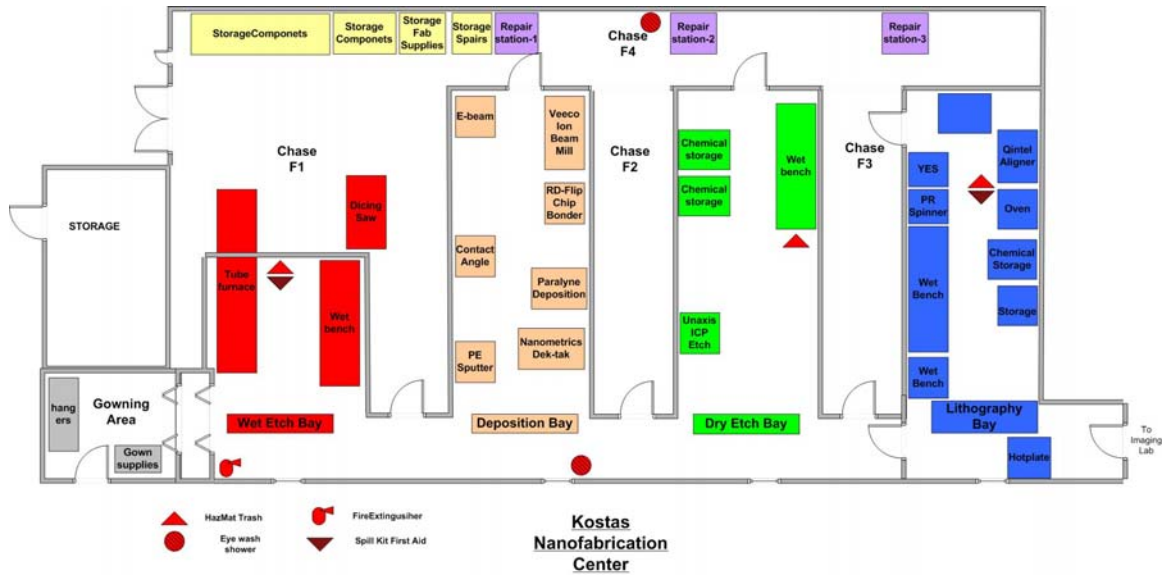 StorageComponets
Storage
Componets
Storage
Fab
Supplies
Storage
Spairs
Repair
station-1
Chase
F4
Repair
station-2
Repair
station-3
E-beam
Veeco
Ion
Beam
Mill
Chase
F1
Chase
F2
Chemical
storage
Chemical
storage
Wet
bench
Chase
F3
YES
Qintel
Aligner
PR
Spinner
Oven
RD-Flip
Chip
Bonder
Dicing
Saw
STORAGE
Tube
furnace
Wet
bench
Contact
Angle
Paralyne
Deposition
Chemical
Storage
Wet
Bench
Storage
Unaxis
ICP
Etch
PE
Sputter
Nanometrics
Dek-tak
Wet
Bench
hang
ers
Gowning
Area
Gown
supplies
Wet Etch Bay
Deposition Bay
Dry Etch Bay
Lithography
Bay
Hotplate
To
Imaging
Lab
HazMat Trash
FireExtingusiher
Eye wash
shower
Spill Kit First Aid
Kostas
Nanofabrication
Center